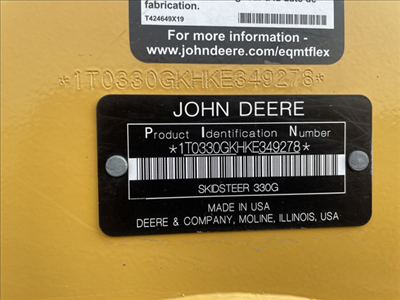 fabrication.
T424649X19
For more information -
www.johndeere.com/eqmtflex
*1T0330GKHKE349278*
JOHN DEERE
Product Identification Number
*1T0330GKHKE349278*
SKIDSTEER 330G
MADE IN USA
DEERE & COMPANY, MOLINE, ILLINOIS, USA